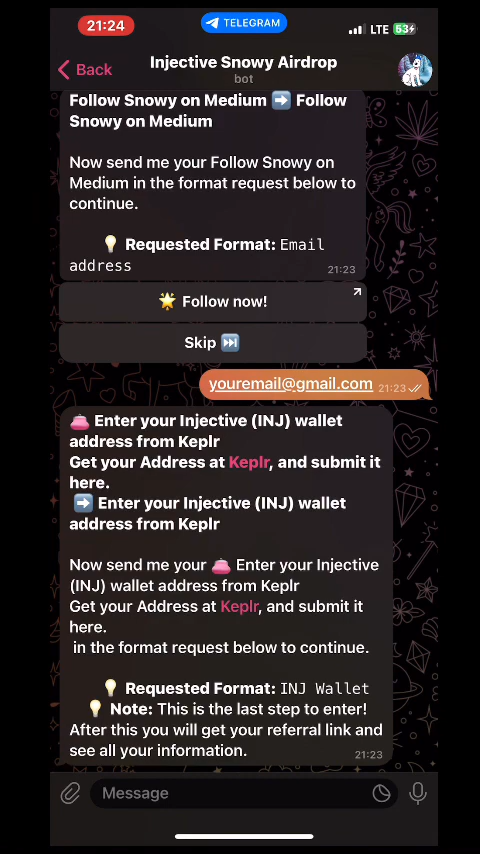 21:24
TELEGRAM
LTE 53
Back
Injective Snowy Airdrop
bot
Follow Snowy on Medium ➡️ Follow
Snowy on Medium
Now send me your Follow Snowy on
Medium in the format request below to
continue.
💡 Requested Format: Email
address
21:23
🌟 Follow now!
Skip ⏭️
youremail@gmail.com 21:23
👛 Enter your Injective (INJ) wallet
address from Keplr
Get your Address at Keplr, and submit it
here.
➡️ Enter your Injective (INJ) wallet
address from Keplr
Now send me your 👛 Enter your Injective
(INJ) wallet address from Keplr
Get your Address at Keplr, and submit it
here.
in the format request below to continue.
💡 Requested Format: INJ Wallet
💡 Note: This is the last step to enter!
After this you will get your referral link and
see all your information.
21:23
Message